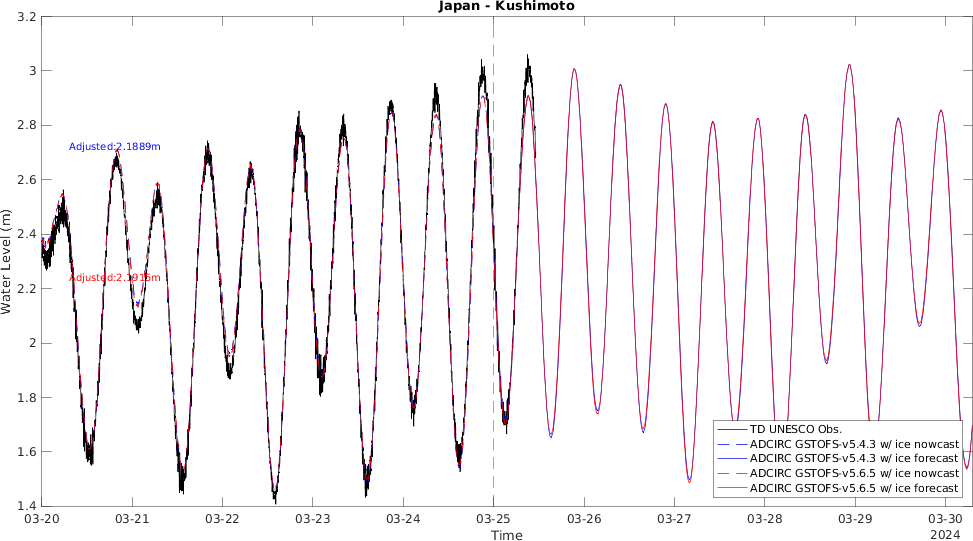 Japan - Kushimoto
3.2
3
2.8
2.6
2.4
2.2
2
1.8
1.6
1.4
Water Level (m)
Adjusted:2.1889m
Adjusted:2.1915m
TD UNESCO Obs.
ADCIRC GSTOFS-v5.4.3 w/ ice nowcast
ADCIRC GSTOFS-v5.4.3 w/ ice forecast
ADCIRC GSTOFS-v5.6.5 w/ ice nowcast
ADCIRC GSTOFS-v5.6.5 w/ ice forecast
03-20 03-21 03-22 03-23 03-24 03-25 03-26 03-27 03-28 03-29 03-30
Time
2024